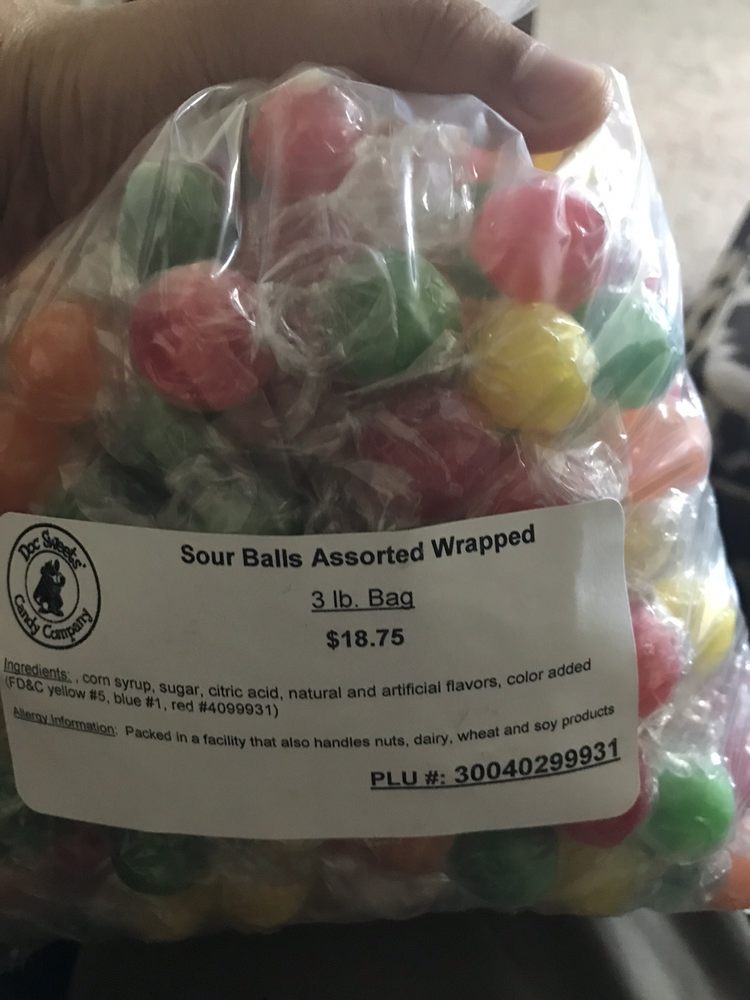 Doc Sweets'
Candy Company
Sour Balls Assorted Wrapped
3 lb. Bag
$18.75
Ingredients: , corn syrup, sugar, citric acid, natural and artificial flavors, color added
(FD&C yellow #5, blue #1, red #4099931)
Allergy Information: Packed in a facility that also handles nuts, dairy, wheat and soy products
PLU #: 30040299931